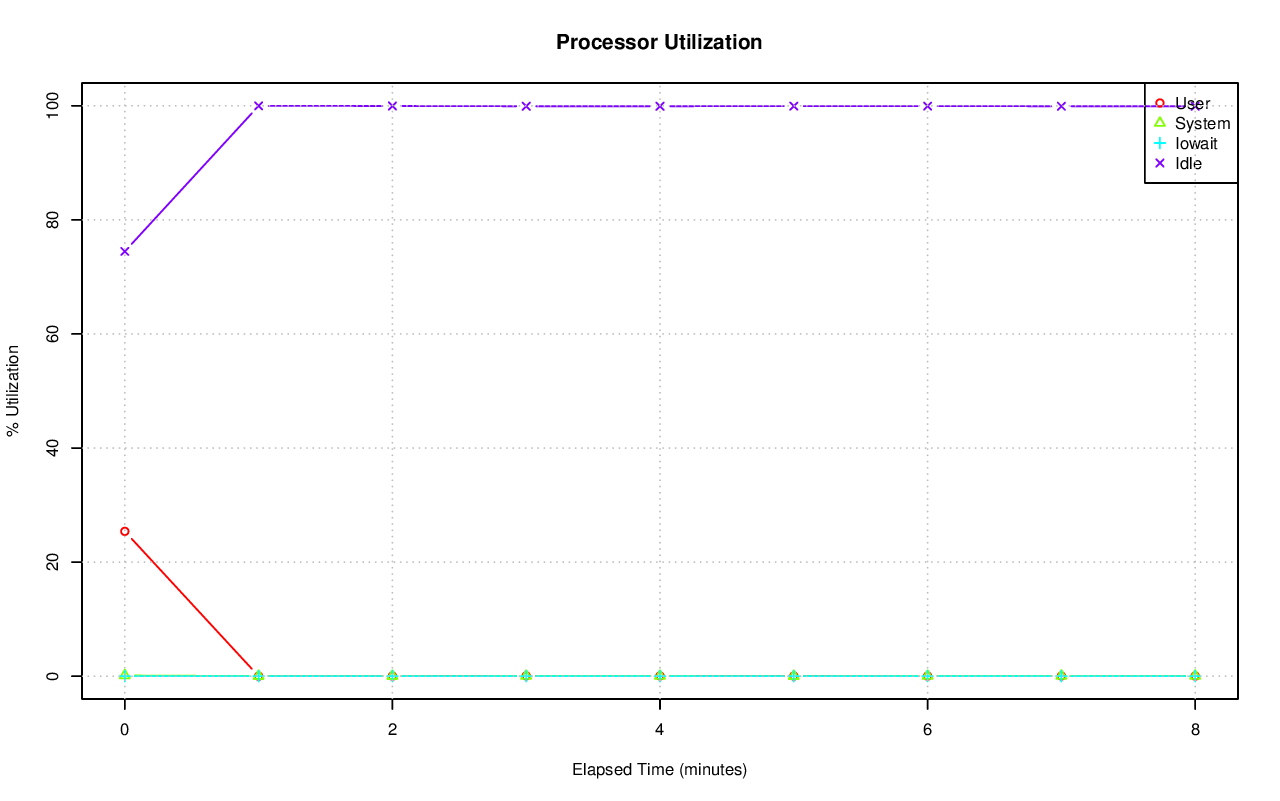 Processor Utilization
% Utilization
100
80
60
40
20
0
User
System
Iowait
Idle
0 2 4 6 8
Elapsed Time (minutes)